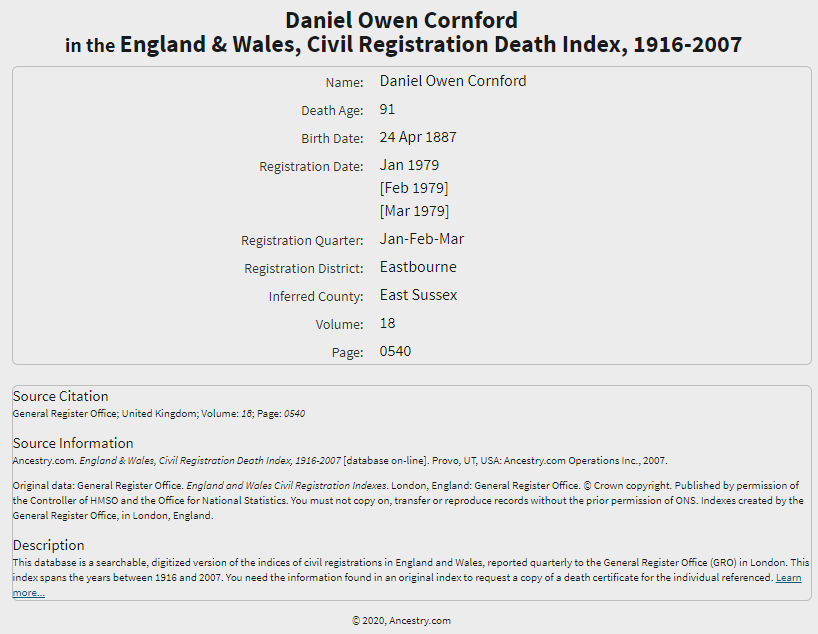 Daniel Owen Cornford
in the England & Wales, Civil Registration Death Index, 1916-2007
Name: Daniel Owen Cornford
Death Age: 91
Birth Date: 24 Apr 1887
Registration Date: Jan 1979
[Feb 1979]
[Mar 1979]
Registration Quarter: Jan-Feb-Mar
Registration District: Eastbourne
Inferred County: East Sussex
Volume: 18
Page: 0540
Source Citation
General Register Office; United Kingdom; Volume: 18; Page: 0540
Source Information
Ancestry.com. England & Wales, Civil Registration Death Index, 1916-2007 [database on-line]. Provo, UT, USA: Ancestry.com Operations Inc., 2007.
Original data: General Register Office. England and Wales Civil Registration Indexes. London, England: General Register Office. © Crown copyright. Published by permission of
the Controller of HMSO and the Office for National Statistics. You must not copy on, transfer or reproduce records without the prior permission of ONS. Indexes created by the
General Register Office, in London, England.
Description
This database is a searchable, digitized version of the indices of civil registrations in England and Wales, reported quarterly to the General Register Office (GRO) in London. This
index spans the years between 1916 and 2007. You need the information found in an original index to request a copy of a death certificate for the individual referenced. Learn
more...
© 2020, Ancestry.com